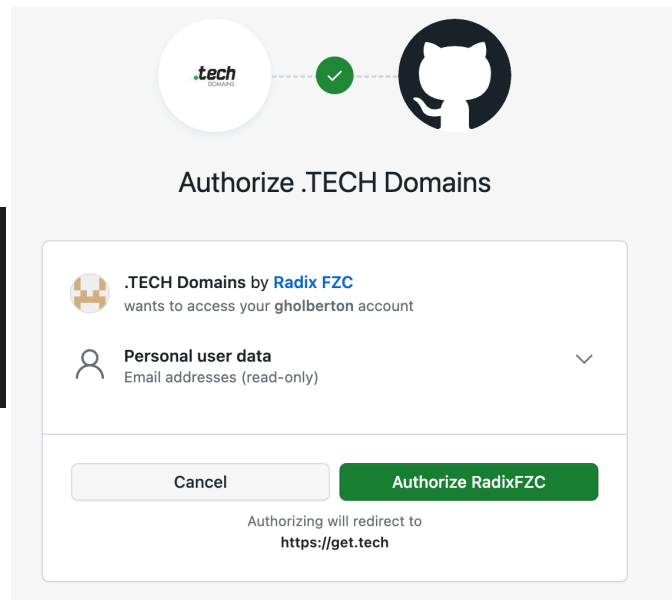 .tech
DOMAINS
Authorize .TECH Domains
.TECH Domains by Radix FZC
wants to access your gholberton account
Personal user data
Email addresses (read-only)
Cancel
Authorize RadixFZC
Authorizing will redirect to
https://get.tech